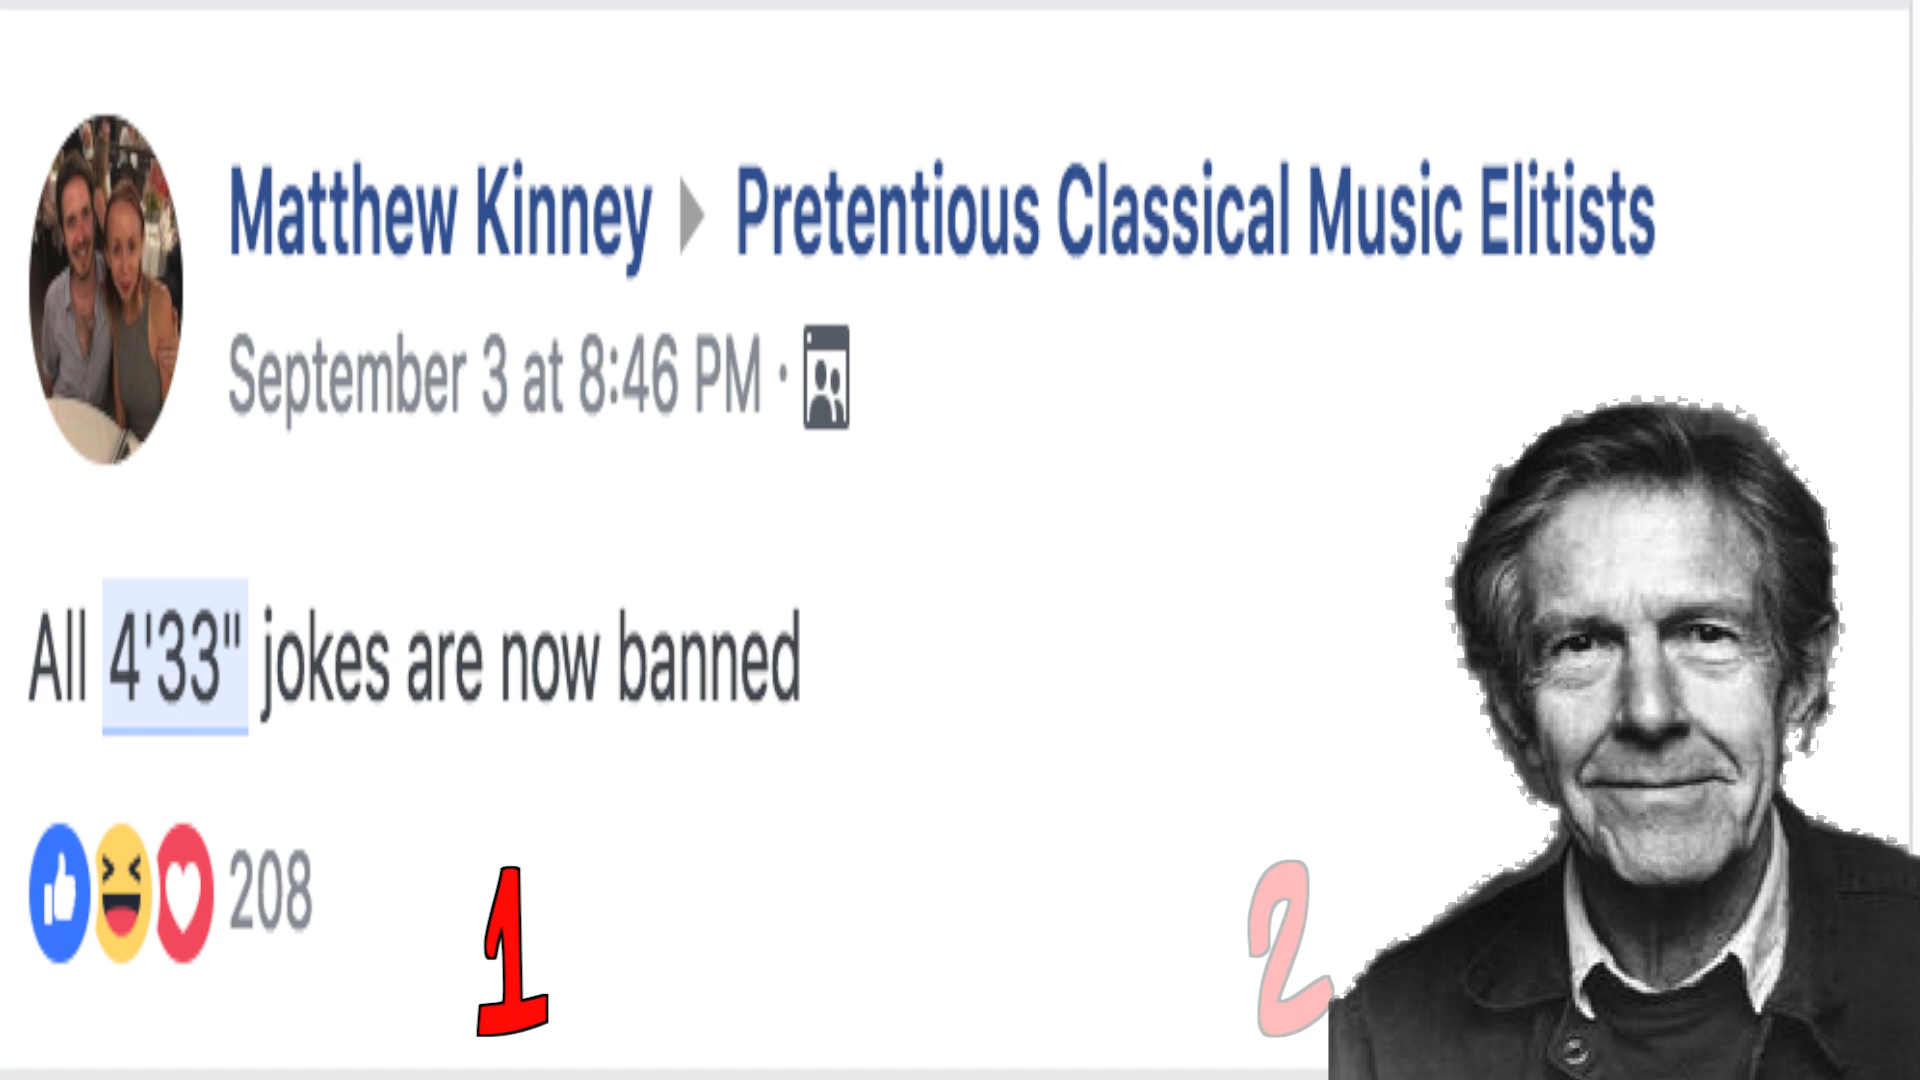 Matthew Kinney ▸ Pretentious Classical Music Elitists
September 3 at 8:46 PM ·
All 4'33" jokes are now banned
208
1
2